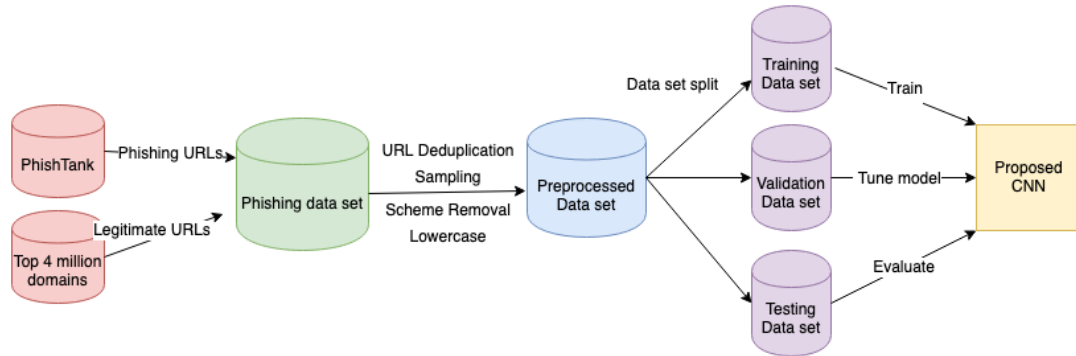 PhishTank
Phishing URLs
Top 4 million
domains
Legitimate URLs
Phishing data set
URL Deduplication
Sampling
Scheme Removal
Lowercase
Preprocessed
Data set
Data set split
Training
Data set
Train
Validation
Data set
Tune model
Testing
Data set
Evaluate
Proposed
CNN